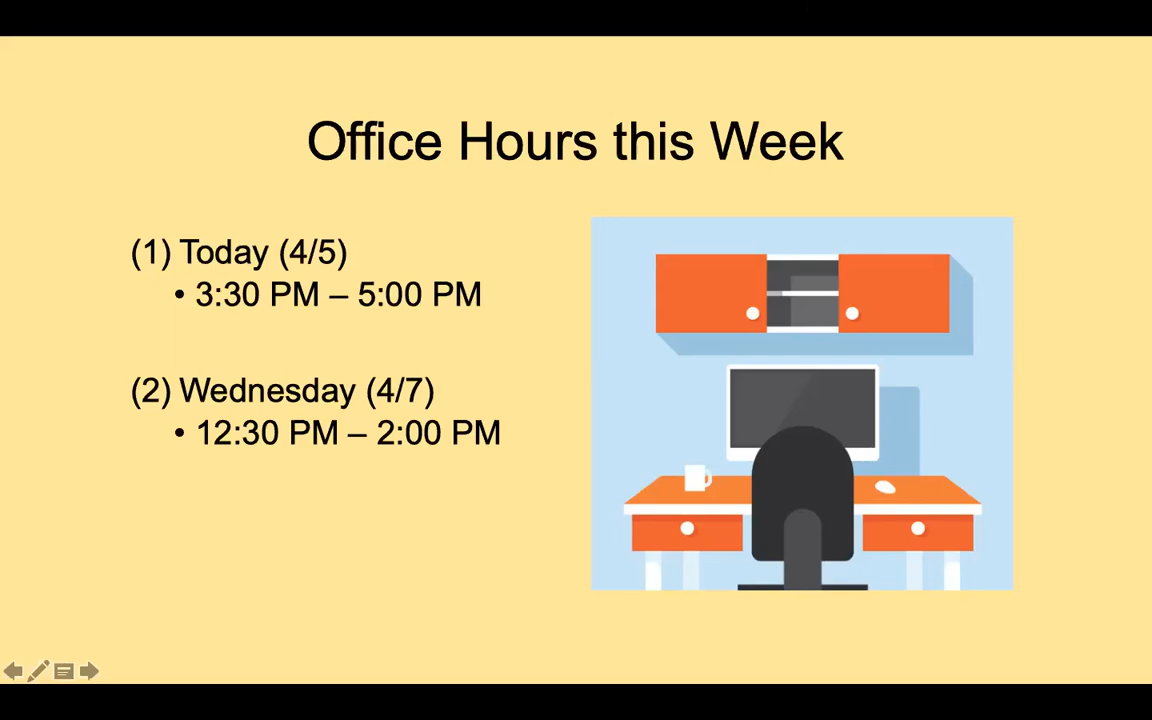 Office Hours this Week
(1) Today (4/5)
• 3:30 PM – 5:00 PM
(2) Wednesday (4/7)
• 12:30 PM – 2:00 PM